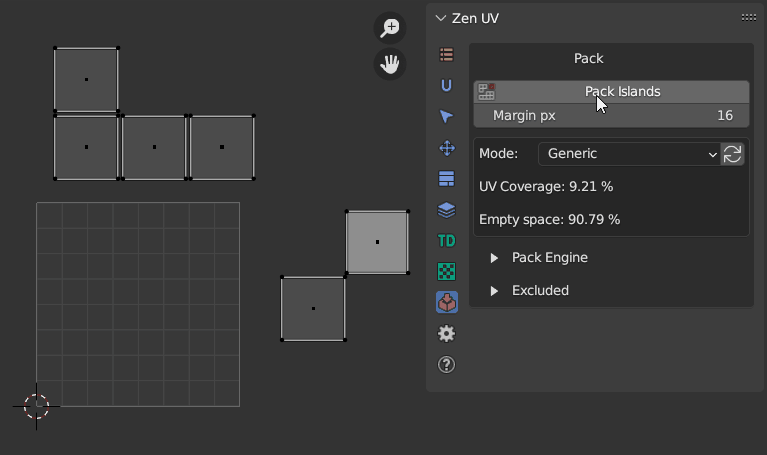 Zen UV
Pack
Pack Islands
Margin px 16
Mode: Generic
UV Coverage: 9.21 %
Empty space: 90.79 %
TD
Pack Engine
Excluded